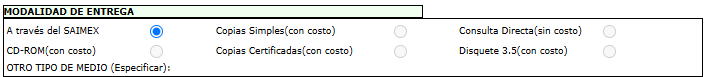 MODALIDAD DE ENTREGA
A través del SAIMEX Copias Simples(con costo) Consulta Directa(sin costo)
CD-ROM(con costo) Copias Certificadas(con costo) Disquete 3.5(con costo)
OTRO TIPO DE MEDIO (Especificar):